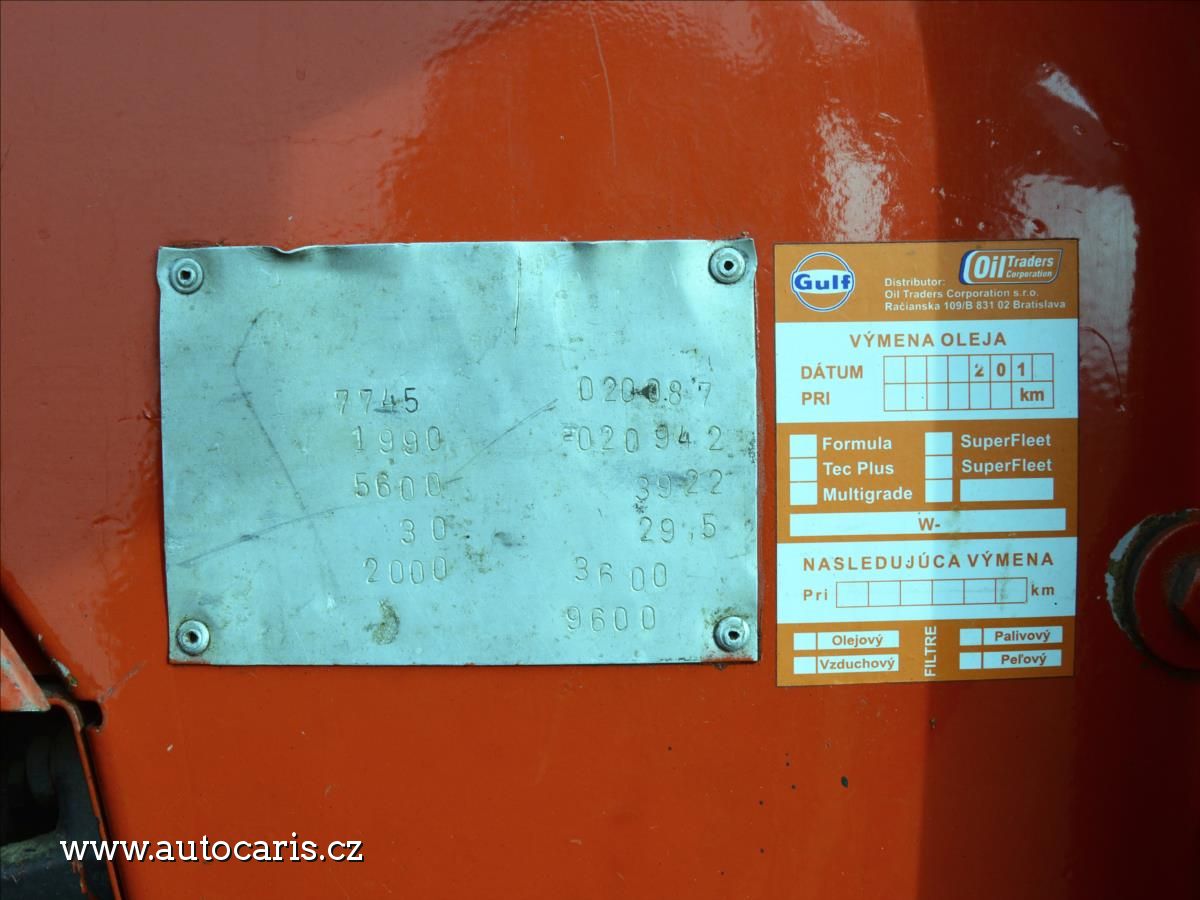 7745 020087
1990 020942
5600 3922
30 29,5
2000 3600
9600
Gulf
OilTraders
Corporation
Distributor:
Oil Traders Corporation s.r.o.
Račianska 109/B 831 02 Bratislava
VÝMENA OLEJA
DÁTUM 201
PRI km
Formula SuperFleet
Tec Plus SuperFleet
Multigrade
W-
NASLEDUJÚCA VÝMENA
Pri km
Olejový FILTRE Palivový
Vzduchový Peľový
www.autocaris.cz